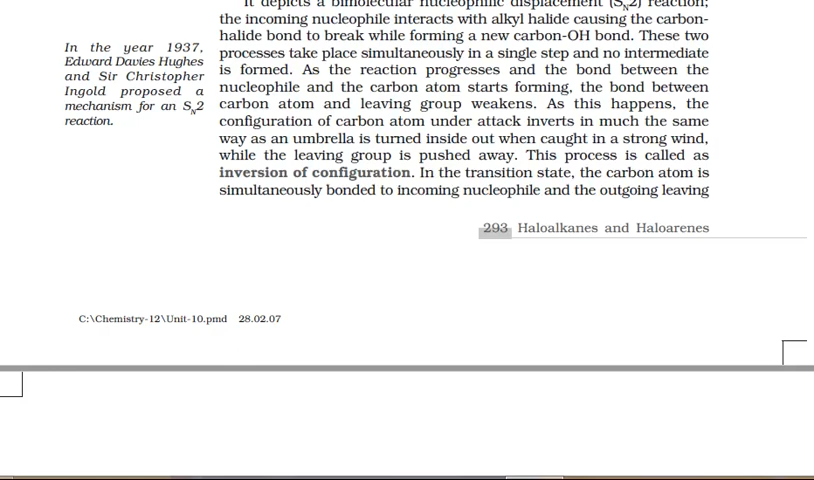 It depicts a bimolecular nucleophilic displacement (SN2) reaction;
the incoming nucleophile interacts with alkyl halide causing the carbon-
halide bond to break while forming a new carbon-OH bond. These two
processes take place simultaneously in a single step and no intermediate
is formed. As the reaction progresses and the bond between the
nucleophile and the carbon atom starts forming, the bond between
carbon atom and leaving group weakens. As this happens, the
configuration of carbon atom under attack inverts in much the same
way as an umbrella is turned inside out when caught in a strong wind,
while the leaving group is pushed away. This process is called as
inversion of configuration. In the transition state, the carbon atom is
simultaneously bonded to incoming nucleophile and the outgoing leaving
In the year 1937,
Edward Davies Hughes
and Sir Christopher
Ingold proposed a
mechanism for an SN2
reaction.
293 Haloalkanes and Haloarenes
C:\Chemistry-12\Unit-10.pmd 28.02.07